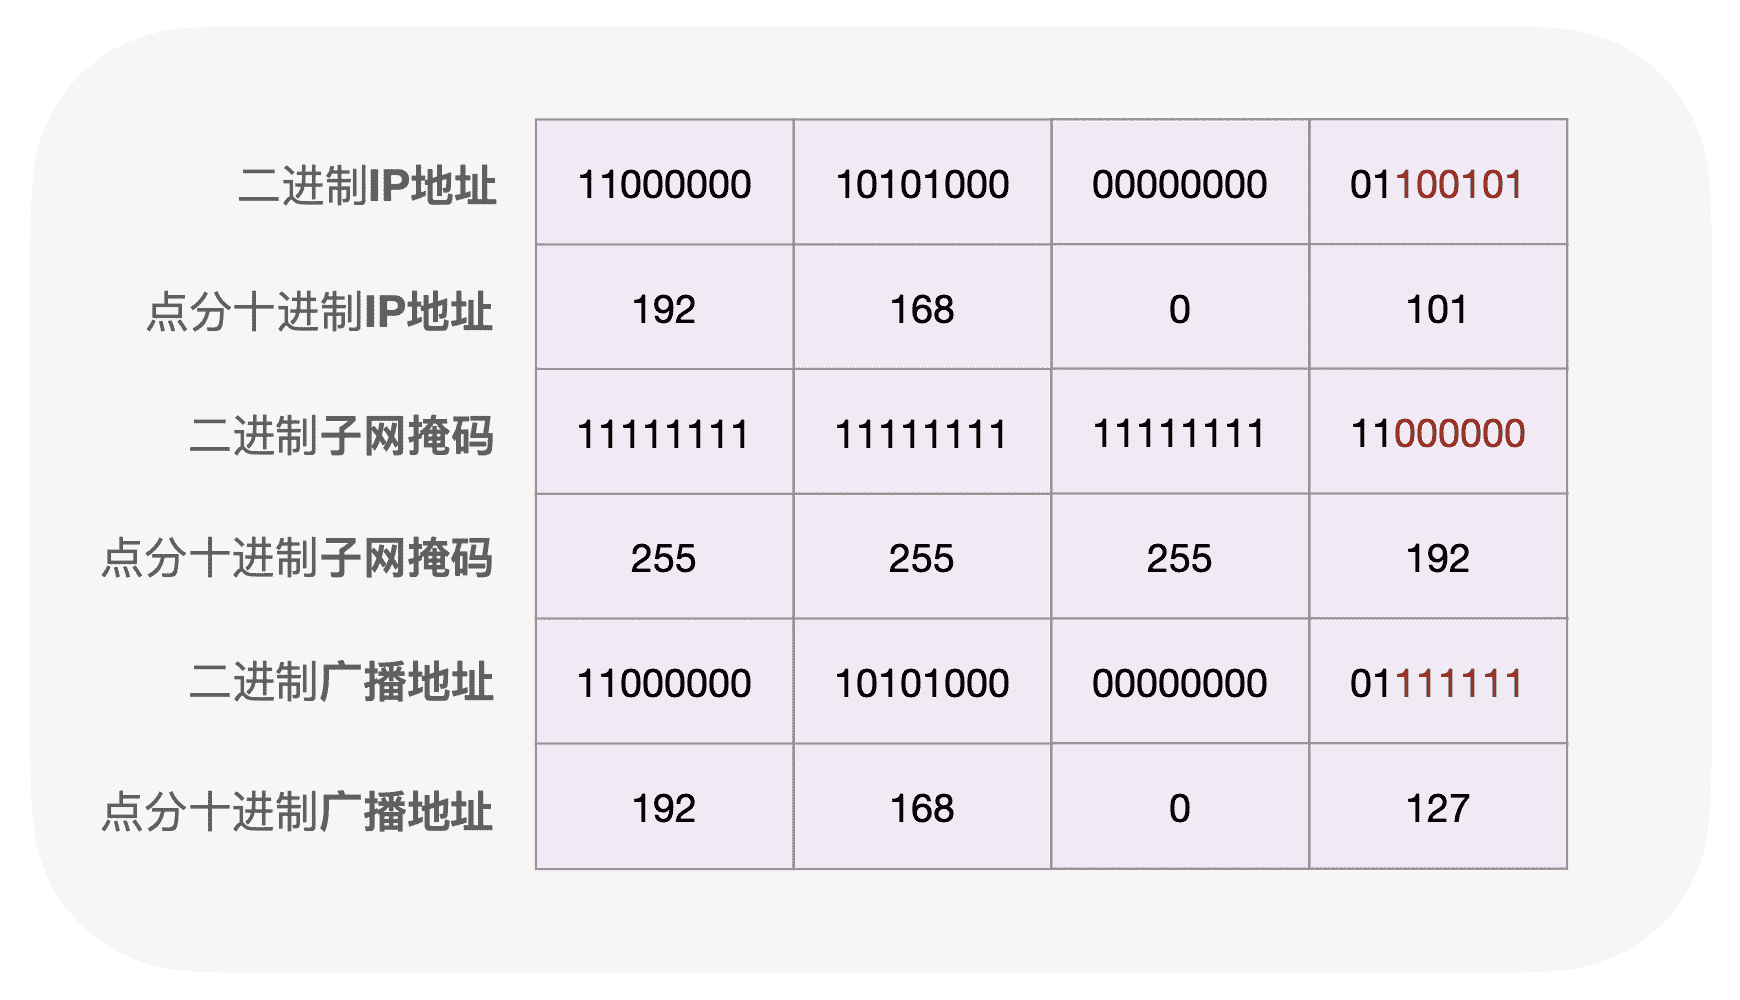 二进制IP地址 11000000 10101000 00000000 01100101
点分十进制IP地址 192 168 0 101
二进制子网掩码 11111111 11111111 11111111 11000000
点分十进制子网掩码 255 255 255 192
二进制广播地址 11000000 10101000 00000000 01111111
点分十进制广播地址 192 168 0 127